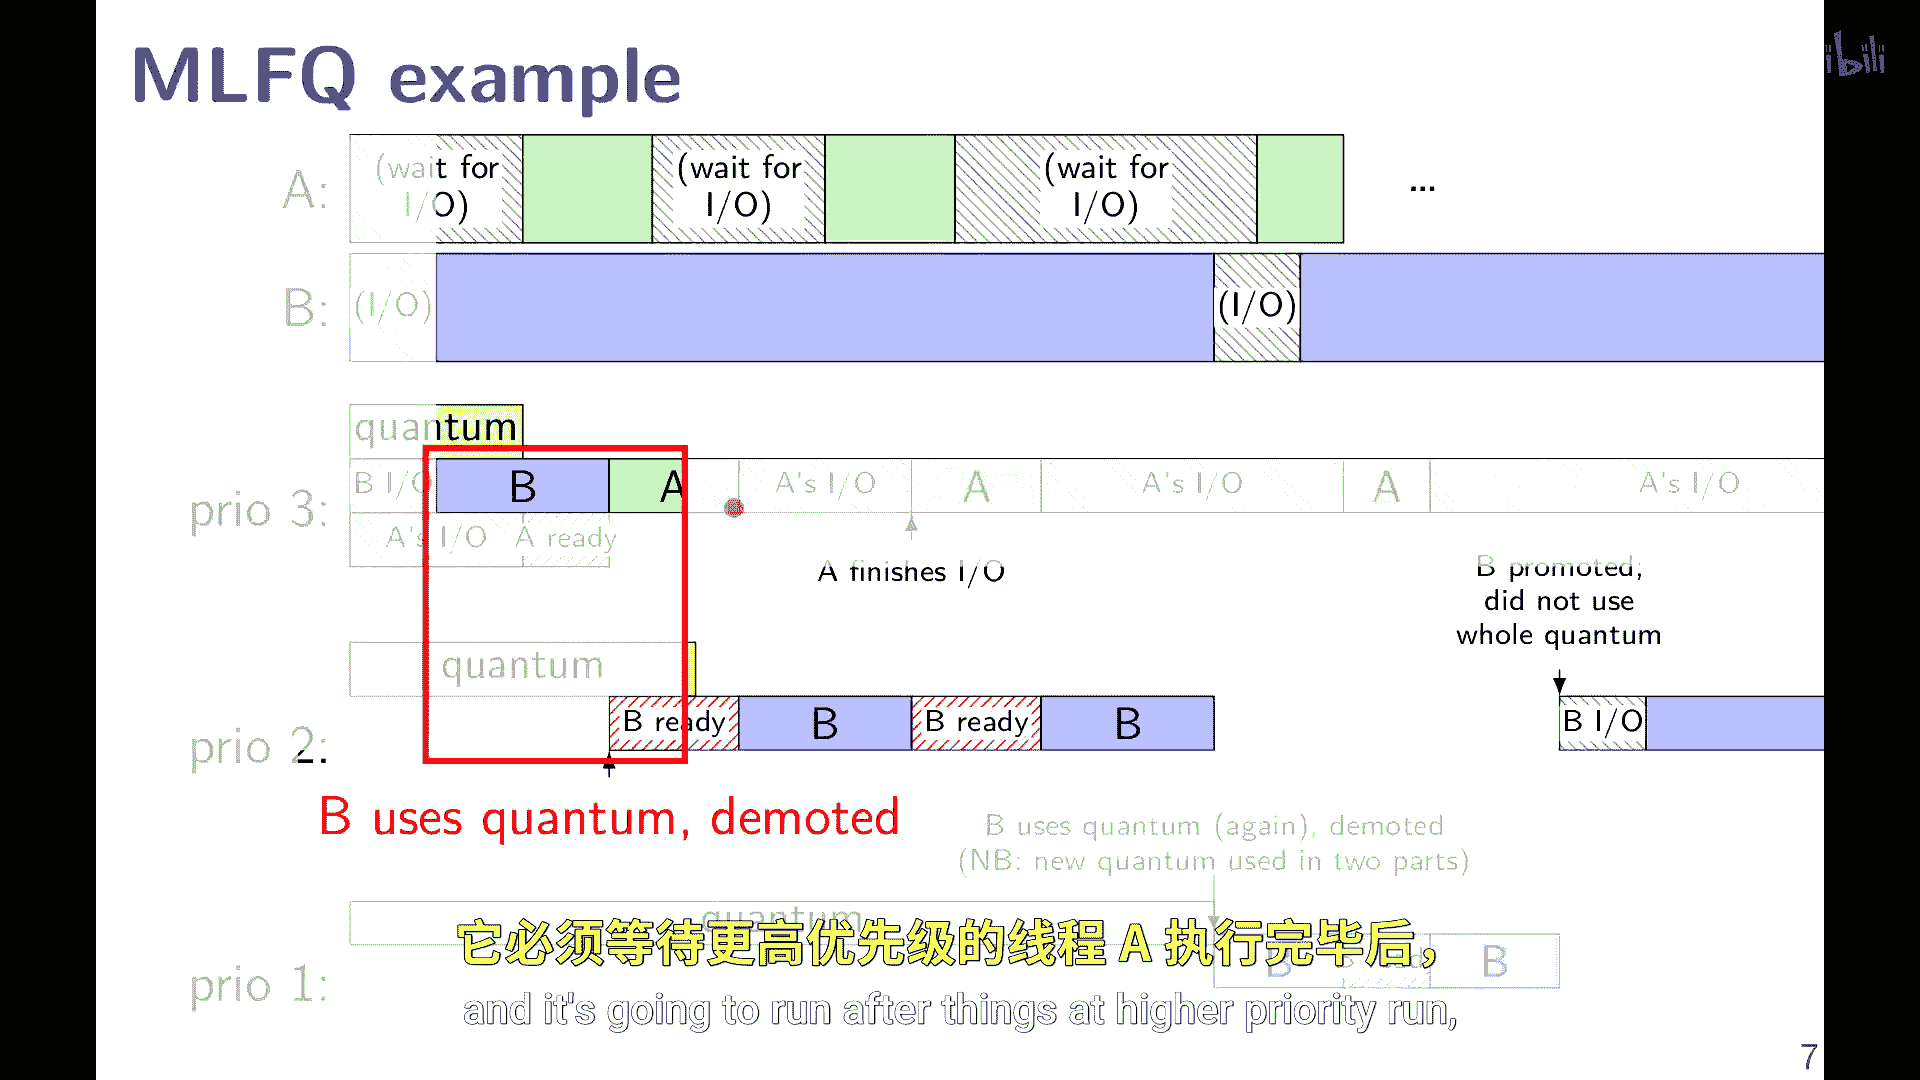 MLFQ example
bili
A:
(wait for
I/O)
(wait for
I/O)
(wait for
I/O)
...
B:
(I/O)
(I/O)
quantum
prio 3:
B I/O
B
A
A's I/O
A
A's I/O
A
A's I/O
A's I/O
A ready
A finishes I/O
B promoted;
did not use
whole quantum
quantum
prio 2:
B ready
B
B ready
B
B I/O
B uses quantum, demoted
B uses quantum (again), demoted
(NB: new quantum used in two parts)
quantum
prio 1:
B
B
它必须等待更高优先级的线程 A 执行完毕后，
and it's going to run after things at higher priority run,
7